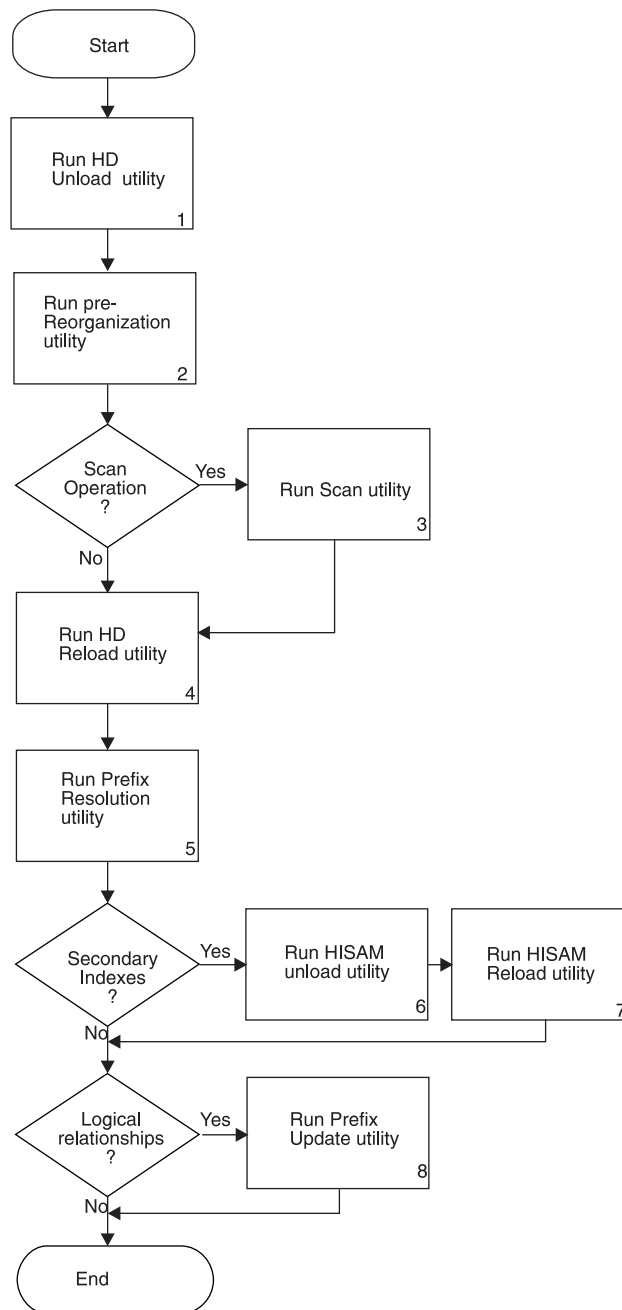 Start
Run HD
Unload utility
1
Run pre-
Reorganization
utility
2
Scan
Operation
?
Yes
No
Run Scan utility
3
Run HD
Reload utility
4
Run Prefix
Resolution
utility
5
Secondary
Indexes
?
Yes
No
Run HISAM
unload utility
6
Run HISAM
Reload utility
7
Logical
relationships
?
Yes
No
Run Prefix
Update utility
8
End